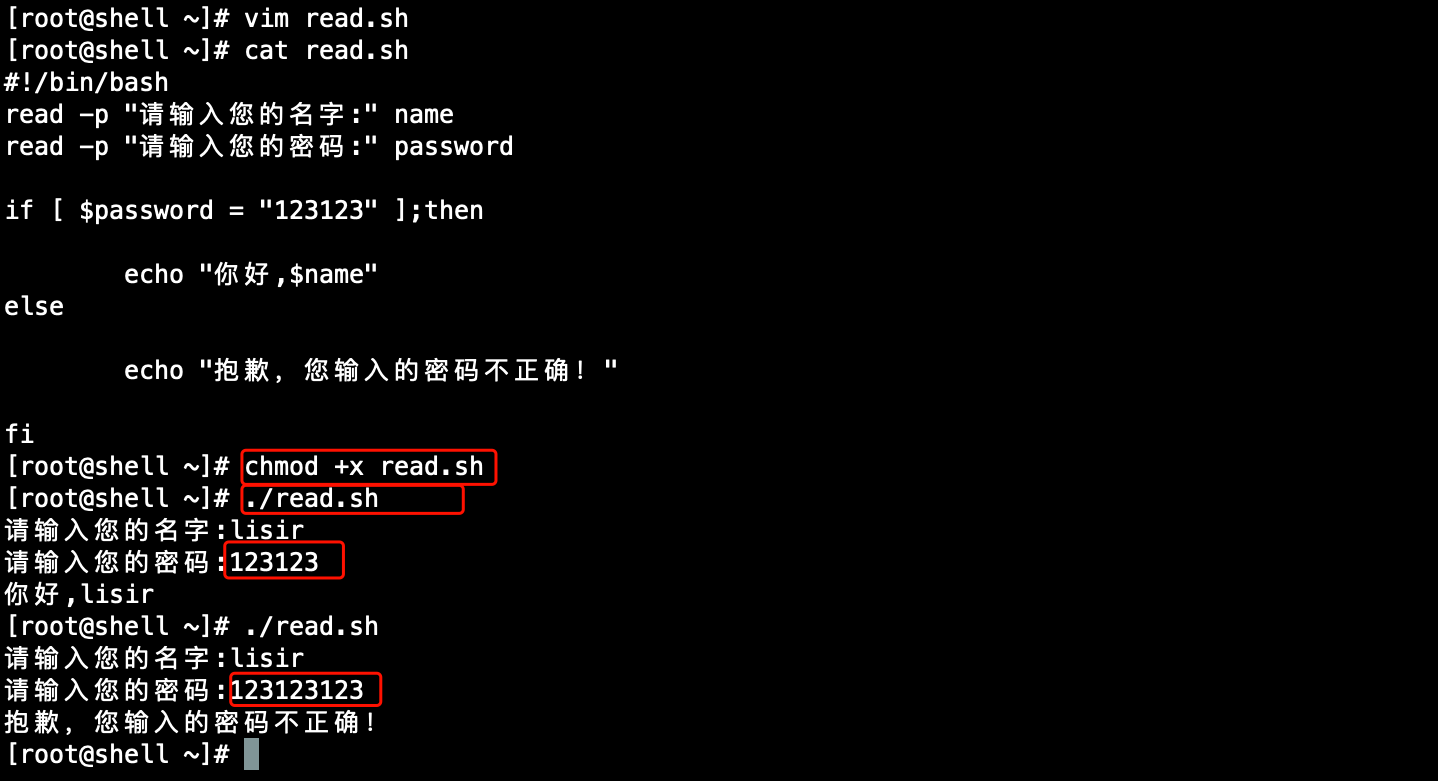 [root@shell ~]# vim read.sh
[root@shell ~]# cat read.sh
#!/bin/bash
read -p "请输入您的名字:" name
read -p "请输入您的密码:" password
if [ $password = "123123" ];then
echo "你好,$name"
else
echo "抱歉，您输入的密码不正确！"
fi
[root@shell ~]# chmod +x read.sh
[root@shell ~]# ./read.sh
请输入您的名字:lisir
请输入您的密码:123123
你好,lisir
[root@shell ~]# ./read.sh
请输入您的名字:lisir
请输入您的密码:123123123
抱歉，您输入的密码不正确！
[root@shell ~]#